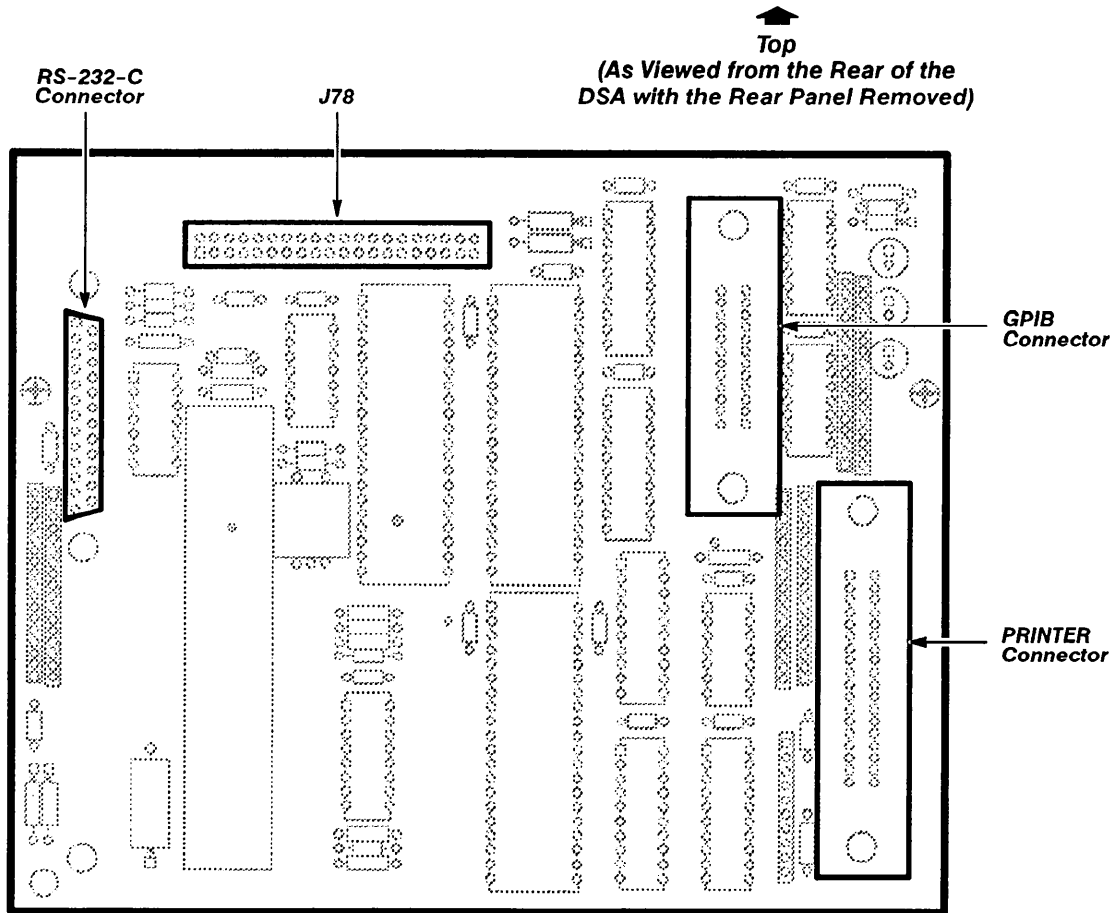 Top
(As Viewed from the Rear of the
DSA with the Rear Panel Removed)
RS-232-C
Connector
J78
GPIB
Connector
PRINTER
Connector